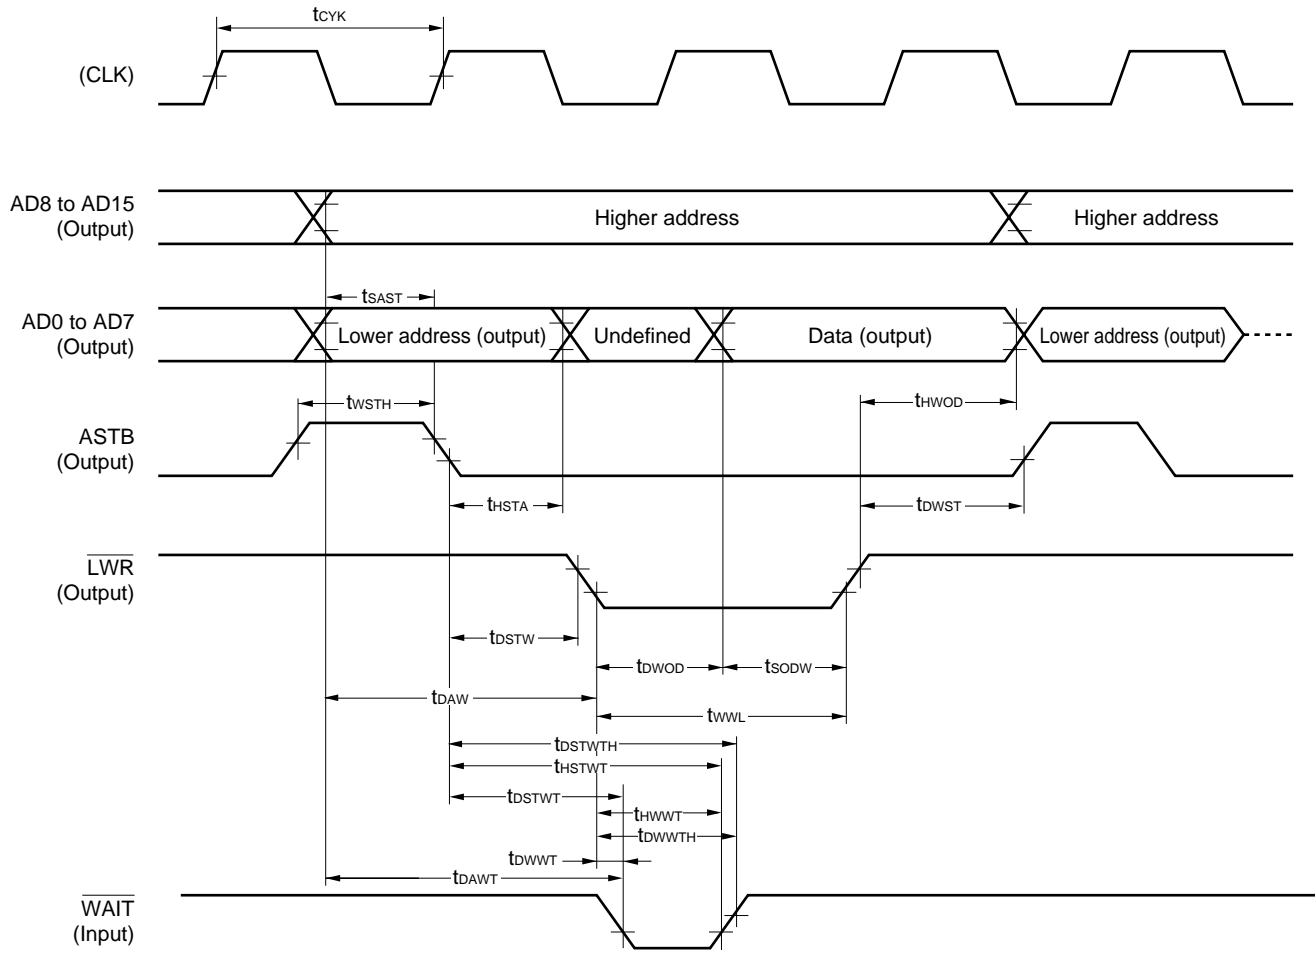 tCYK
(CLK)
AD8 to AD15
(Output)
Higher address
Higher address
tSAST
AD0 to AD7
(Output)
Lower address (output)
Undefined
Data (output)
Lower address (output)
tWSTH
tHWOD
ASTB
(Output)
tHSTA
tDWST
LWR
(Output)
tDSTW
tDWOD
tSODW
tDAW
tWWL
tDSTWTH
tHSTWT
tDSTWT
tHWWT
tDWWTH
tDWWT
tDAWT
WAIT
(Input)